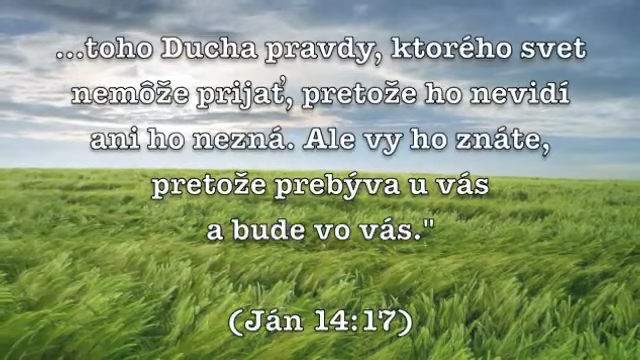 ...toho Ducha pravdy, ktorého svet
nemôže prijať, pretože ho nevidí
ani ho nezná. Ale vy ho znáte,
pretože prebýva u vás
a bude vo vás."
(Ján 14:17)